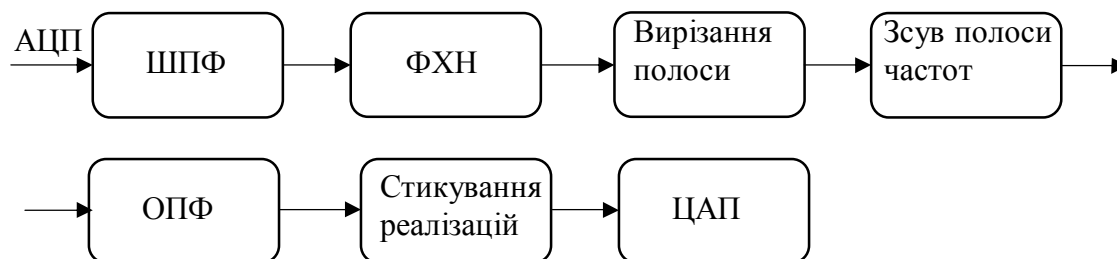 АЦП
ШПФ
ФХН
Вирізання
полоси
Зсув полоси
частот
ОПФ
Стикування
реалізацій
ЦАП